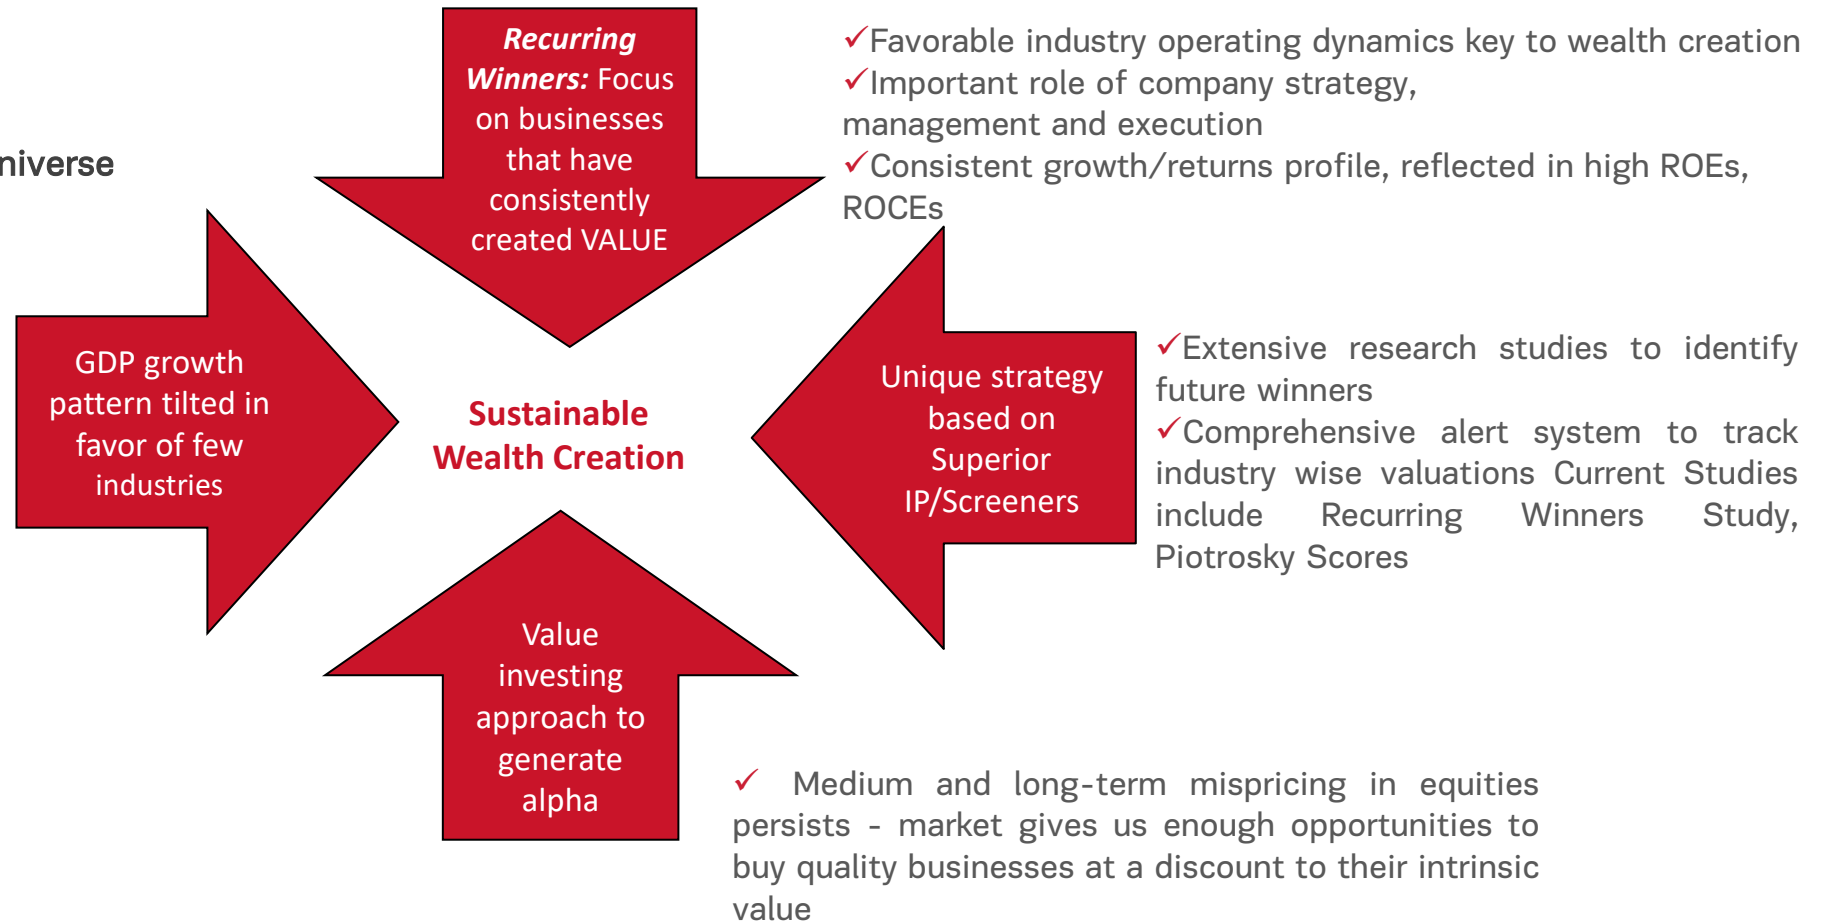 Recurring
Winners: Focus
on businesses
that have
consistently
created VALUE
✓Favorable industry operating dynamics key to wealth creation
✓Important role of company strategy,
management and execution
✓Consistent growth/returns profile, reflected in high ROEs,
ROCEs
niverse
GDP growth
pattern tilted in
favor of few
industries
Sustainable
Wealth Creation
Unique strategy
based on
Superior
IP/Screeners
✓Extensive research studies to identify
future winners
✓Comprehensive alert system to track
industry wise valuations Current Studies
include Recurring Winners Study,
Piotrosky Scores
Value
investing
approach to
generate
alpha
✓ Medium and long-term mispricing in equities
persists - market gives us enough opportunities to
buy quality businesses at a discount to their intrinsic
value